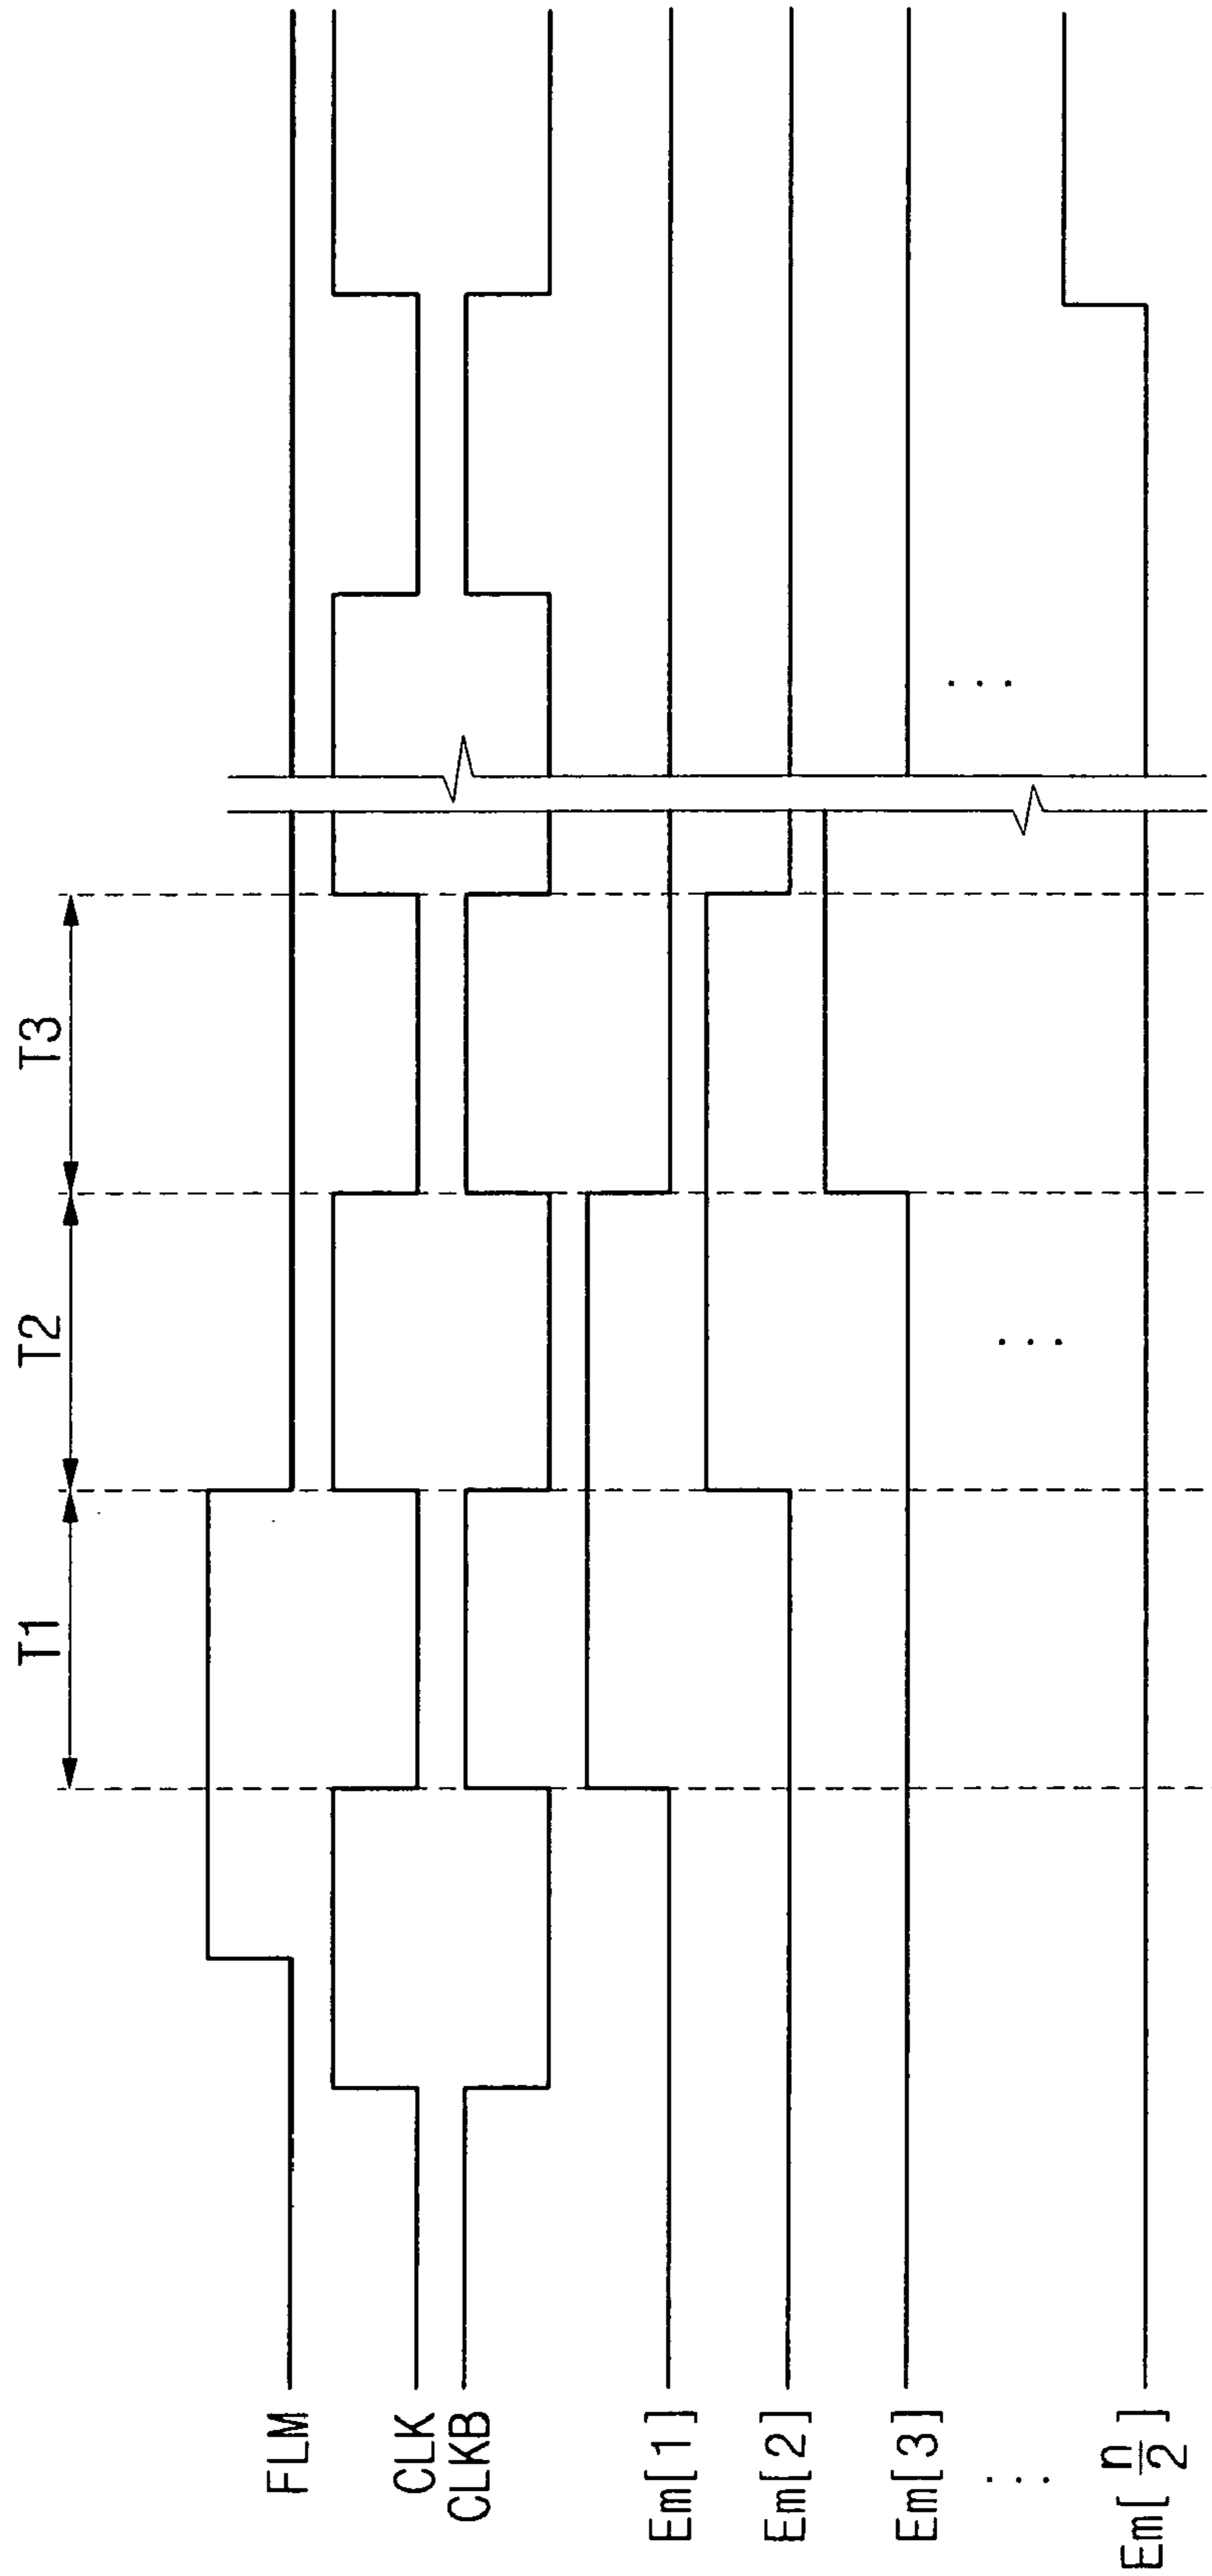 T1 T2 T3
FLM
CLK
CLKB
Em[1]
Em[2]
Em[3]
...
...
...
Em[n/2]